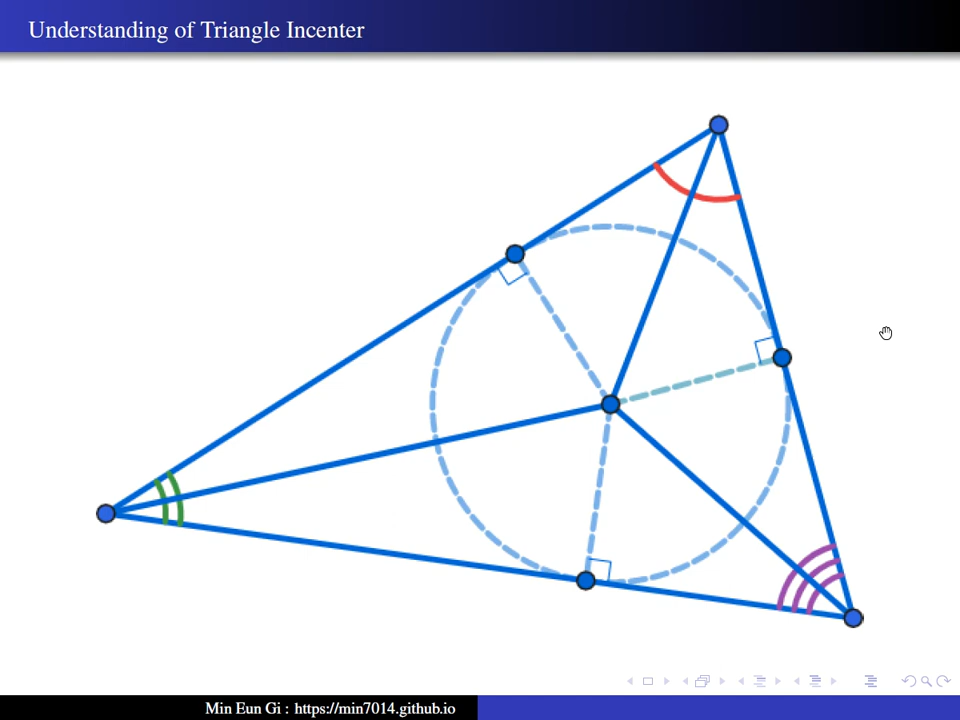 Understanding of Triangle Incenter
Min Eun Gi : https://min7014.github.io